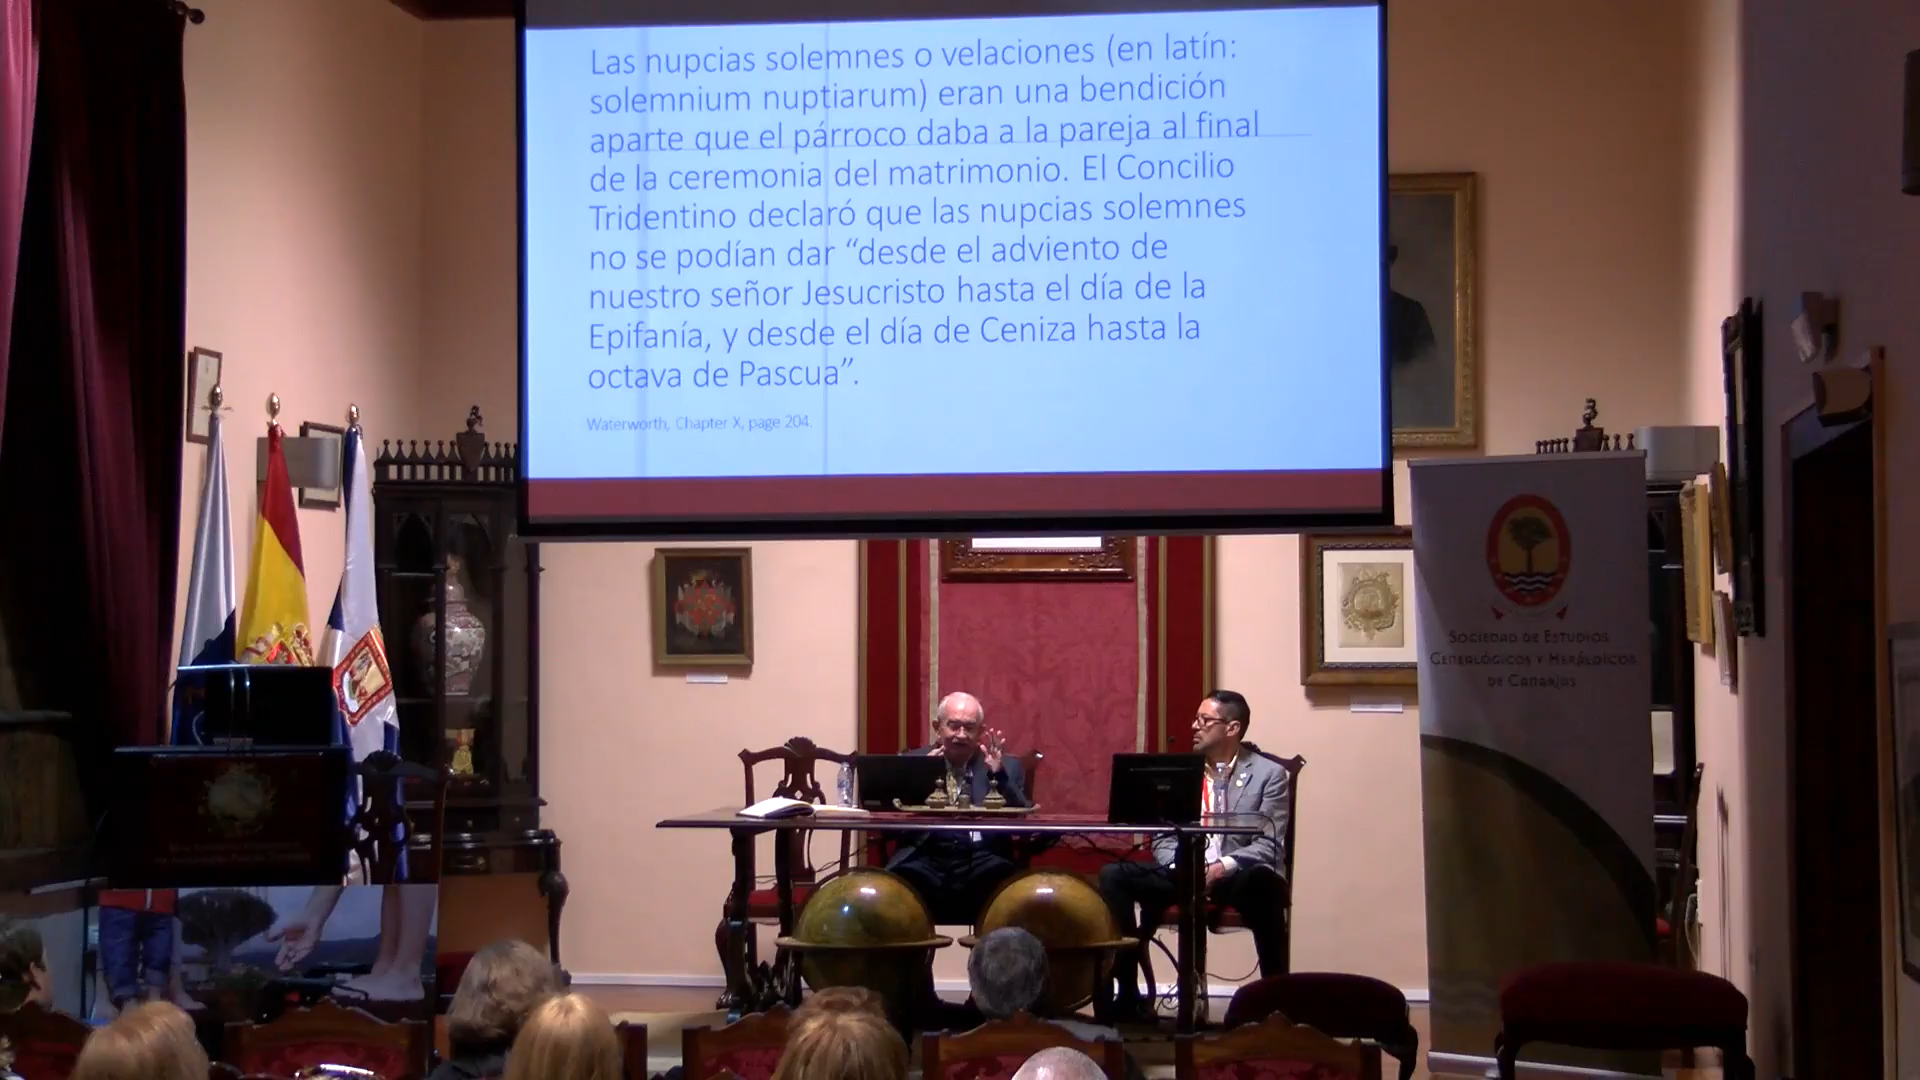 Las nupcias solemnes o velaciones (en latín:
solemnium nuptiarum) eran una bendición
aparte que el párroco daba a la pareja al final
de la ceremonia del matrimonio. El Concilio
Tridentino declaró que las nupcias solemnes
no se podían dar “desde el adviento de
nuestro señor Jesucristo hasta el día de la
Epifanía, y desde el día de Ceniza hasta la
octava de Pascua”.
Waterworth, Chapter X, page 204.
SOCIEDAD DE ESTUDIOS
GENEALÓGICOS Y HERÁLDICOS
DE CANARIAS